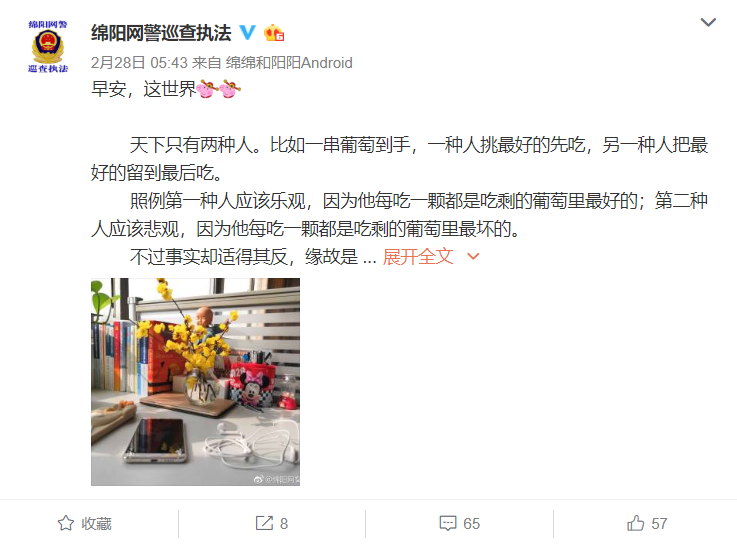 绵阳网警
巡查执法
绵阳网警巡查执法
2月28日 05:43 来自 绵绵和阳阳Android
早安，这世界
天下只有两种人。比如一串葡萄到手，一种人挑最好的先吃，另一种人把最
好的留到最后吃。
照例第一种人应该乐观，因为他每吃一颗都是吃剩的葡萄里最好的；第二种
人应该悲观，因为他每吃一颗都是吃剩的葡萄里最坏的。
不过事实却适得其反，缘故是 ... 展开全文
收藏
8
65
57